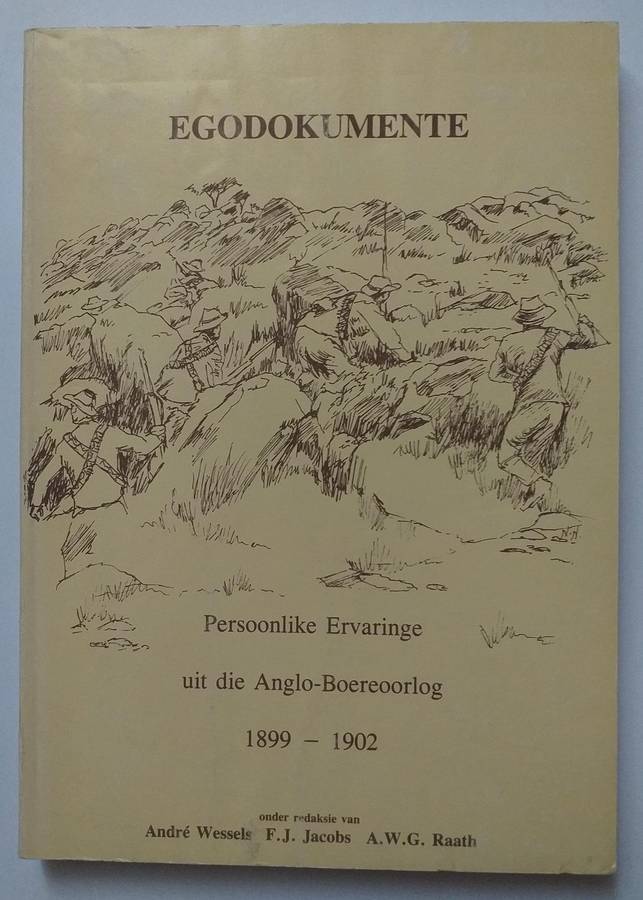 EGODOKUMENTE
N.H.
Persoonlike Ervaringe
uit die Anglo-Boereoorlog
1899 – 1902
onder redaksie van
André Wessels F.J. Jacobs A.W.G. Raath